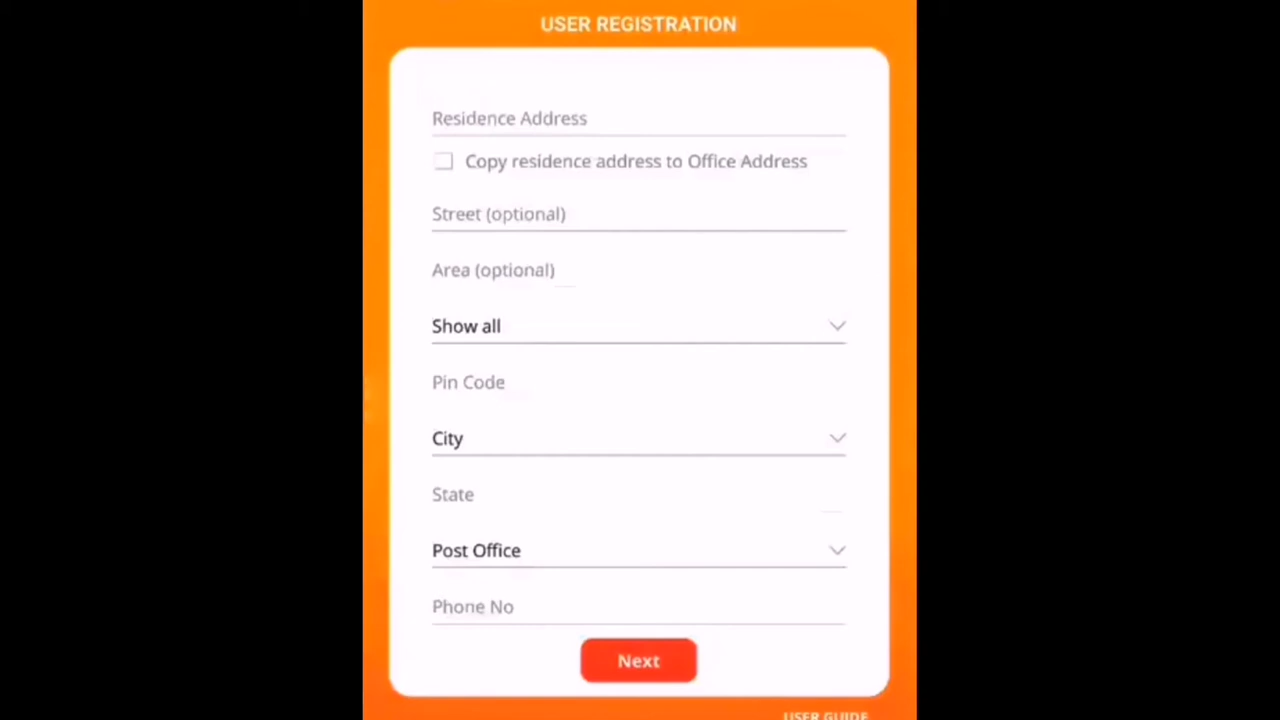 USER REGISTRATION
Residence Address
Copy residence address to Office Address
Street (optional)
Area (optional)
Show all
Pin Code
City
State
Post Office
Phone No
Next
USER GUIDE